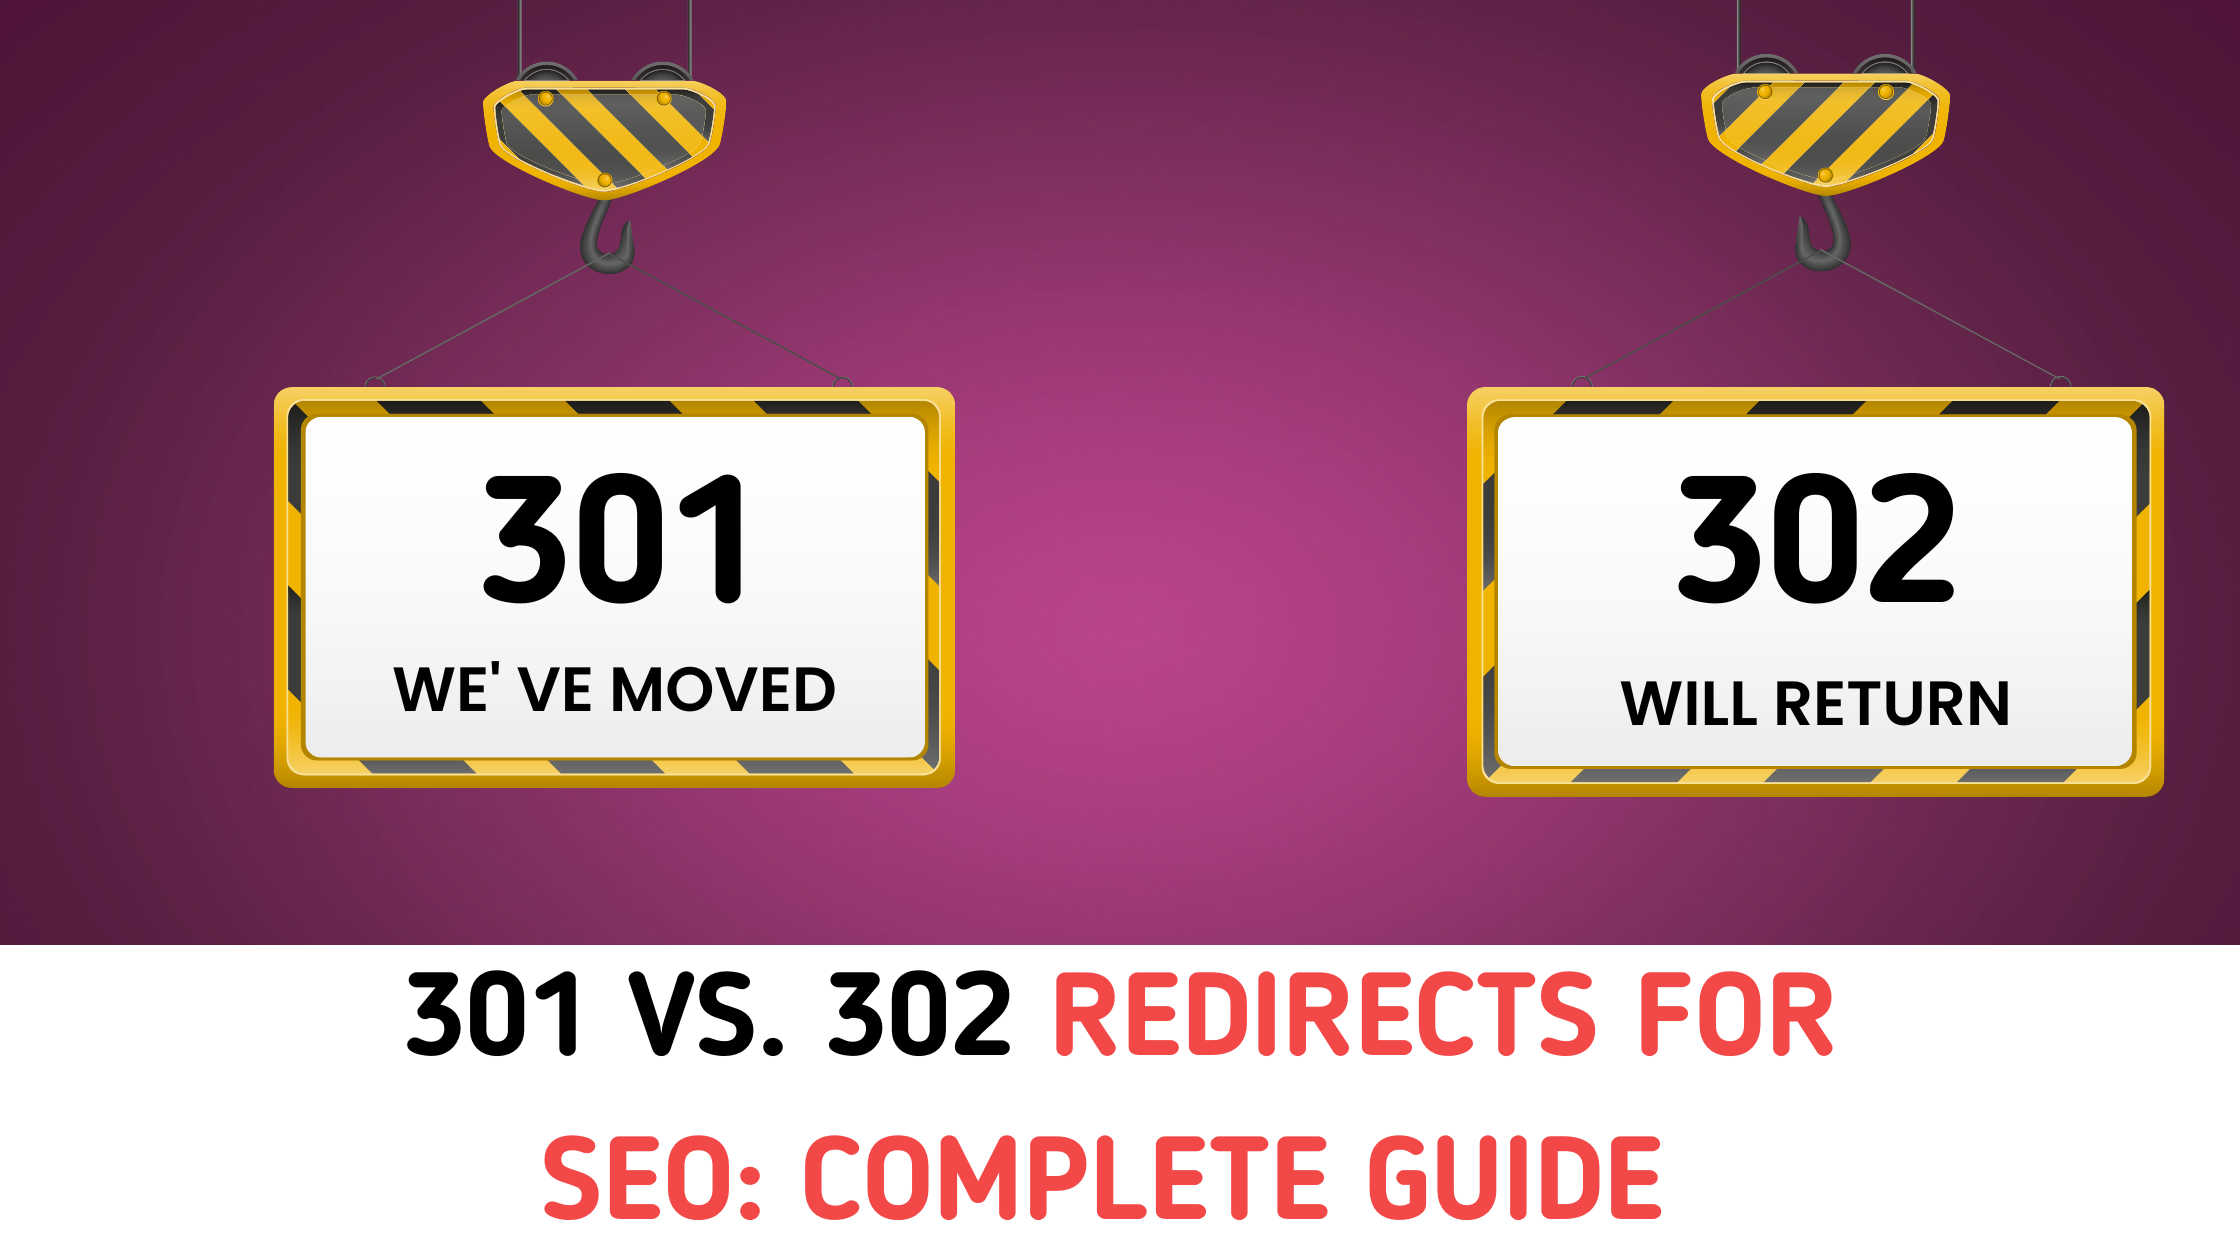 301
WE' VE MOVED
302
WILL RETURN
301 VS. 302 REDIRECTS FOR
SEO: COMPLETE GUIDE